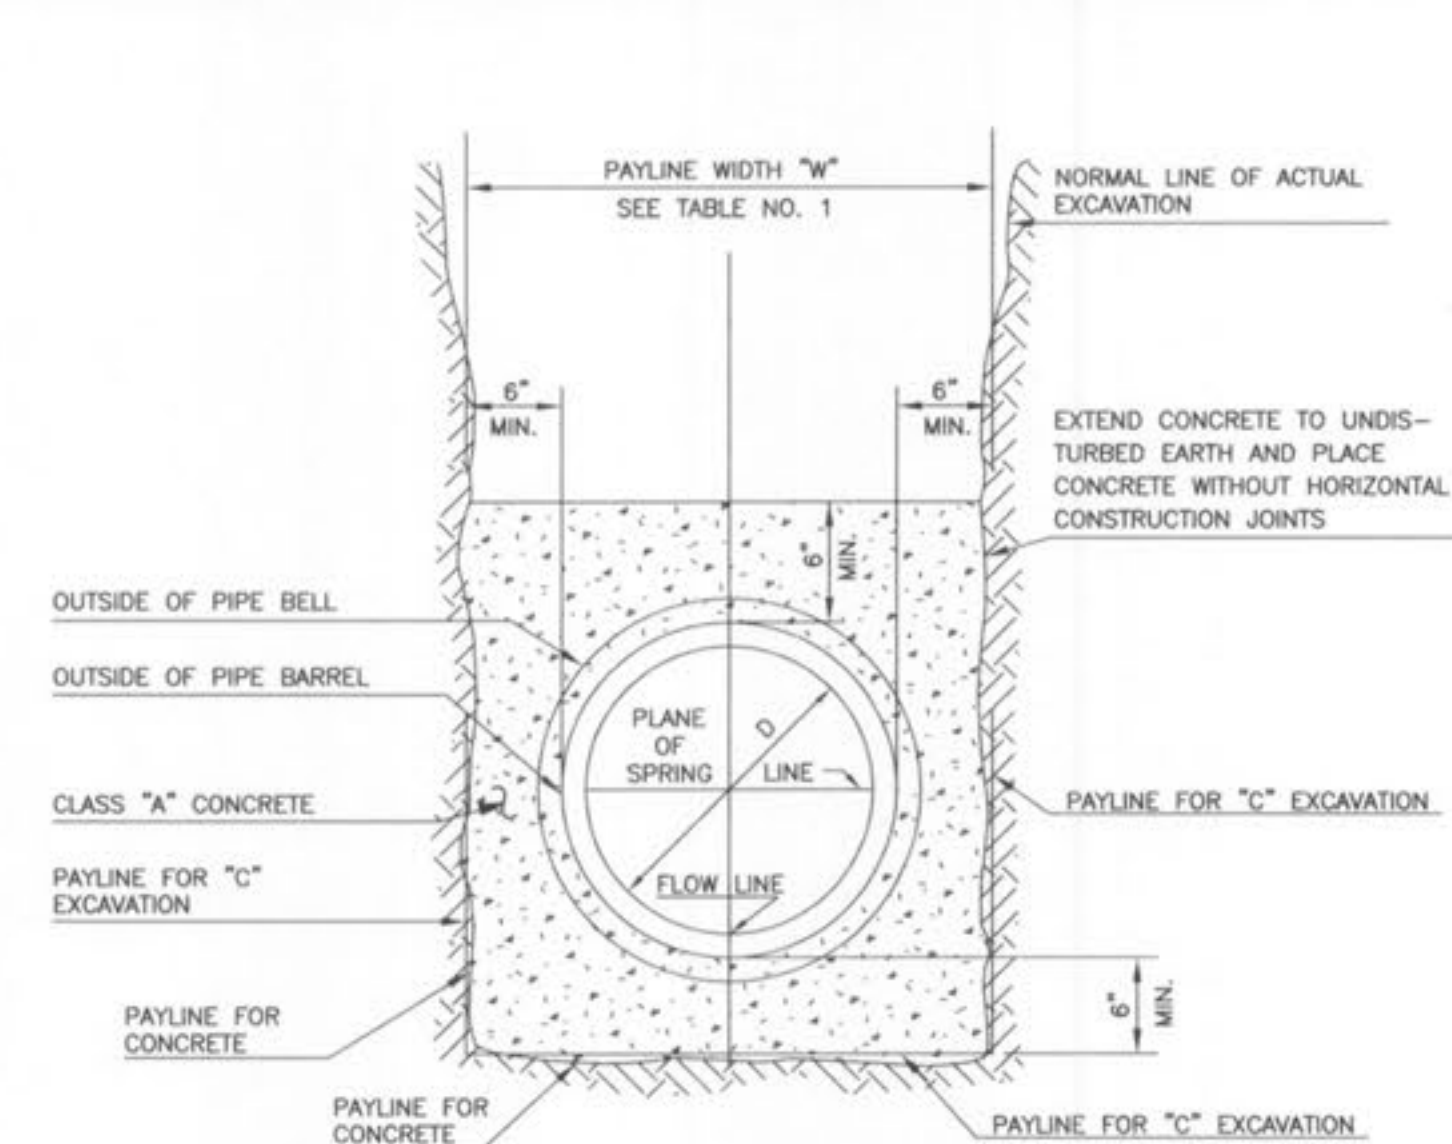 PAYLINE WIDTH "W"
SEE TABLE NO. 1
NORMAL LINE OF ACTUAL
EXCAVATION
6"
MIN.
6"
MIN.
EXTEND CONCRETE TO UNDIS-
TURBED EARTH AND PLACE
CONCRETE WITHOUT HORIZONTAL
CONSTRUCTION JOINTS
6"
MIN.
OUTSIDE OF PIPE BELL
OUTSIDE OF PIPE BARREL
PLANE
OF
SPRING LINE
D
CLASS "A" CONCRETE
PAYLINE FOR "C" EXCAVATION
PAYLINE FOR "C"
EXCAVATION
FLOW LINE
PAYLINE FOR
CONCRETE
6"
MIN.
PAYLINE FOR
CONCRETE
PAYLINE FOR "C" EXCAVATION